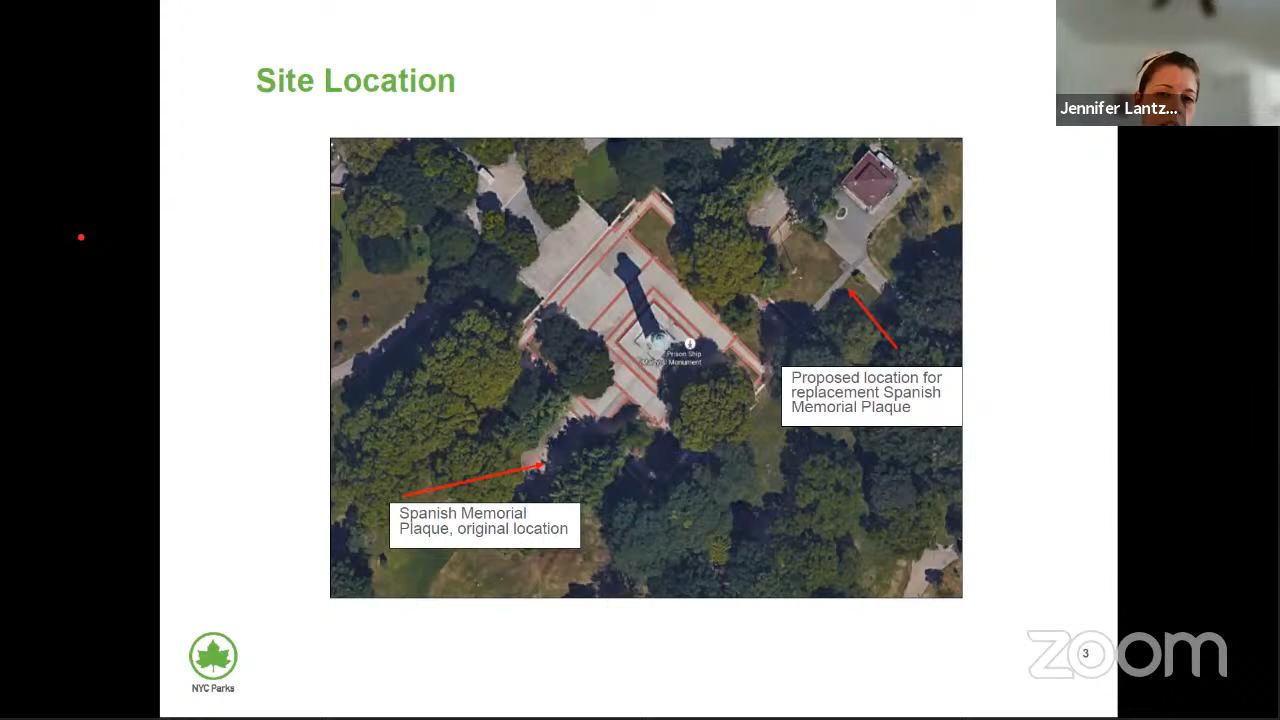 Site Location
Jennifer Lantz...
Prison Ship
Martyrs' Monument
Proposed location for
replacement Spanish
Memorial Plaque
Spanish Memorial
Plaque, original location
NYC Parks
3
zoom